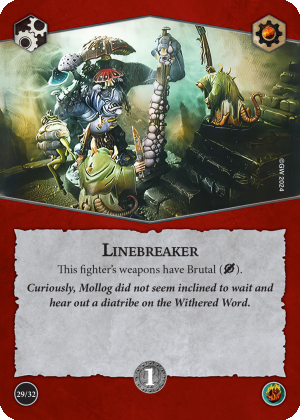 ©GW 2024
LINEBREAKER
This fighter's weapons have Brutal ( ).
Curiously, Mollog did not seem inclined to wait and
hear out a diatribe on the Withered Word.
29/32
1